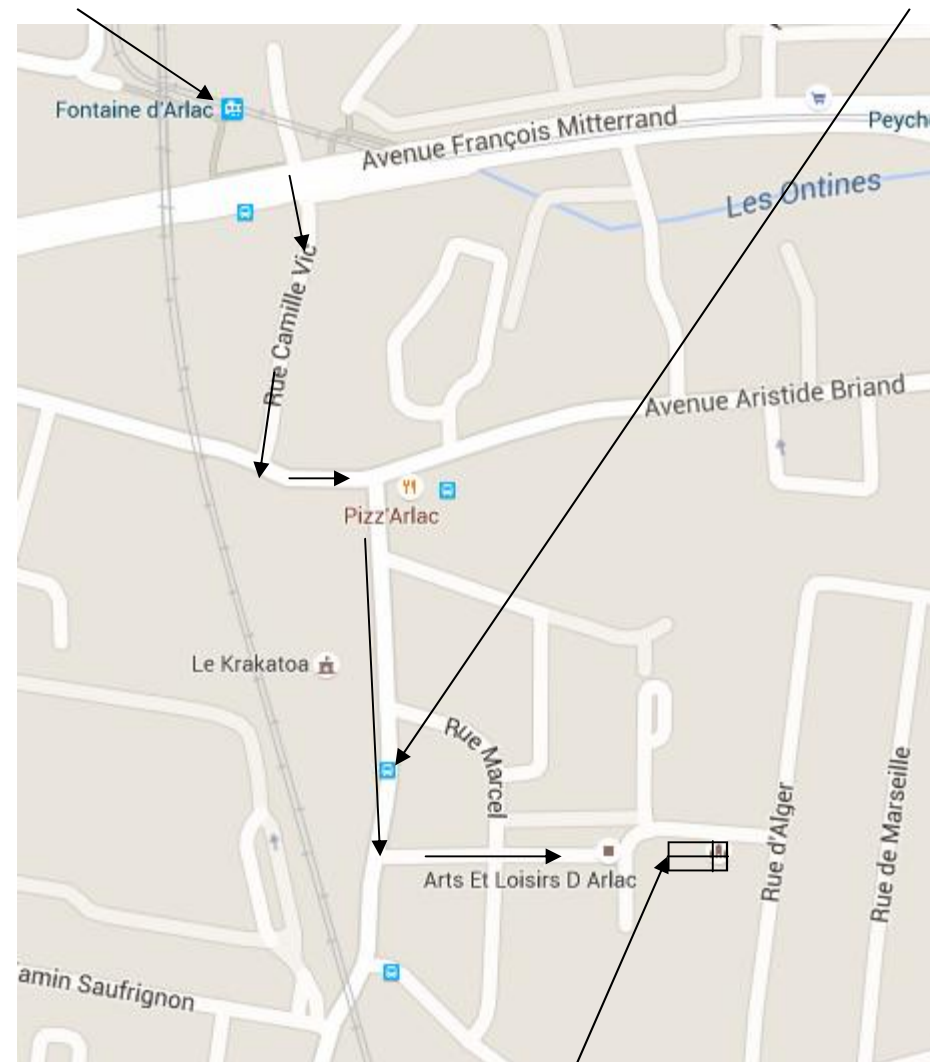 Fontaine d'Arlac
Avenue François Mitterrand
Peych
Les Ontines
Rue Camille Vic
Avenue Aristide Briand
Pizz'Arlac
Le Krakatoa
Rue Marcel
Rue d'Alger
Rue de Marseille
Arts Et Loisirs D Arlac
amin Saufrignon